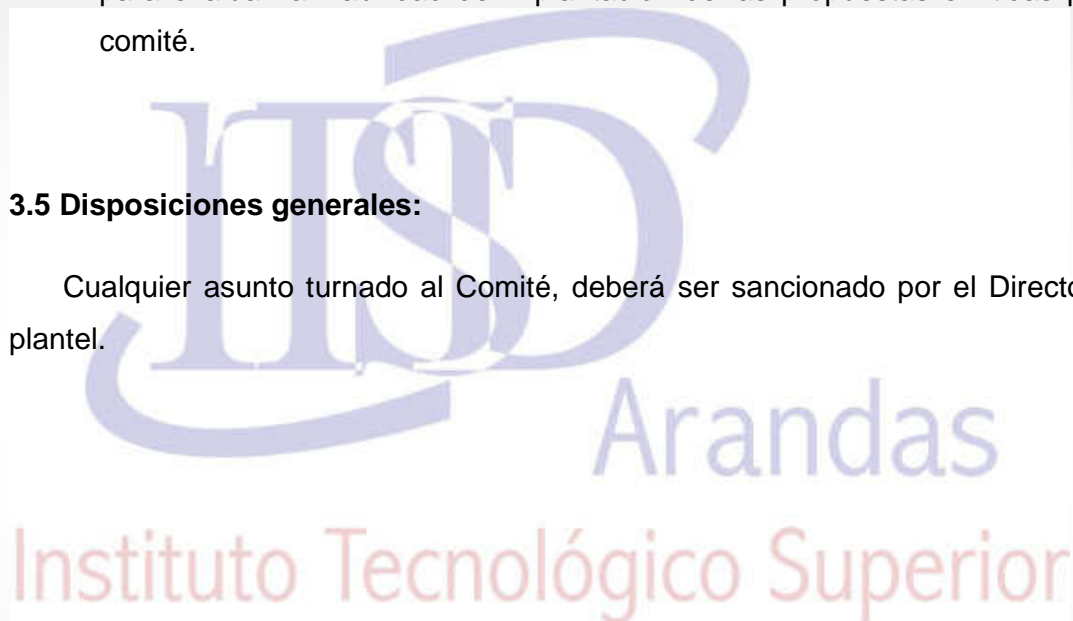 comité.
3.5 Disposiciones generales:
Cualquier asunto turnado al Comité, deberá ser sancionado por el Directo
plantel.
ITSD
Arandas
Instituto Tecnológico Superior